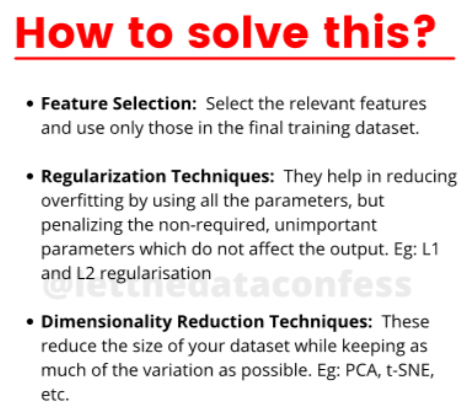 How to solve this?
• Feature Selection: Select the relevant features
and use only those in the final training dataset.
• Regularization Techniques: They help in reducing
overfitting by using all the parameters, but
penalizing the non-required, unimportant
parameters which do not affect the output. Eg: L1
and L2 regularisation
@letthedataconfess
• Dimensionality Reduction Techniques: These
reduce the size of your dataset while keeping as
much of the variation as possible. Eg: PCA, t-SNE,
etc.